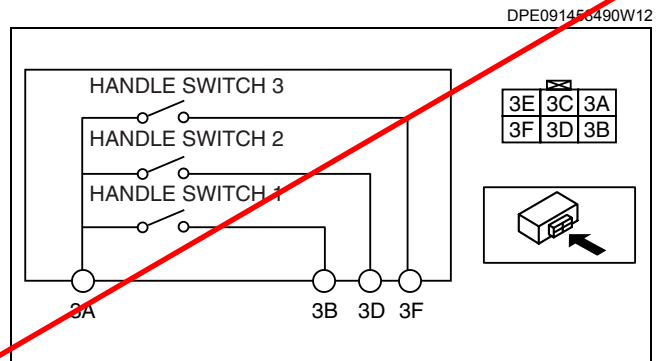 DPE091458490W12
HANDLE SWITCH 3
HANDLE SWITCH 2
HANDLE SWITCH 1
3E 3C 3A
3F 3D 3B
3A 3B 3D 3F